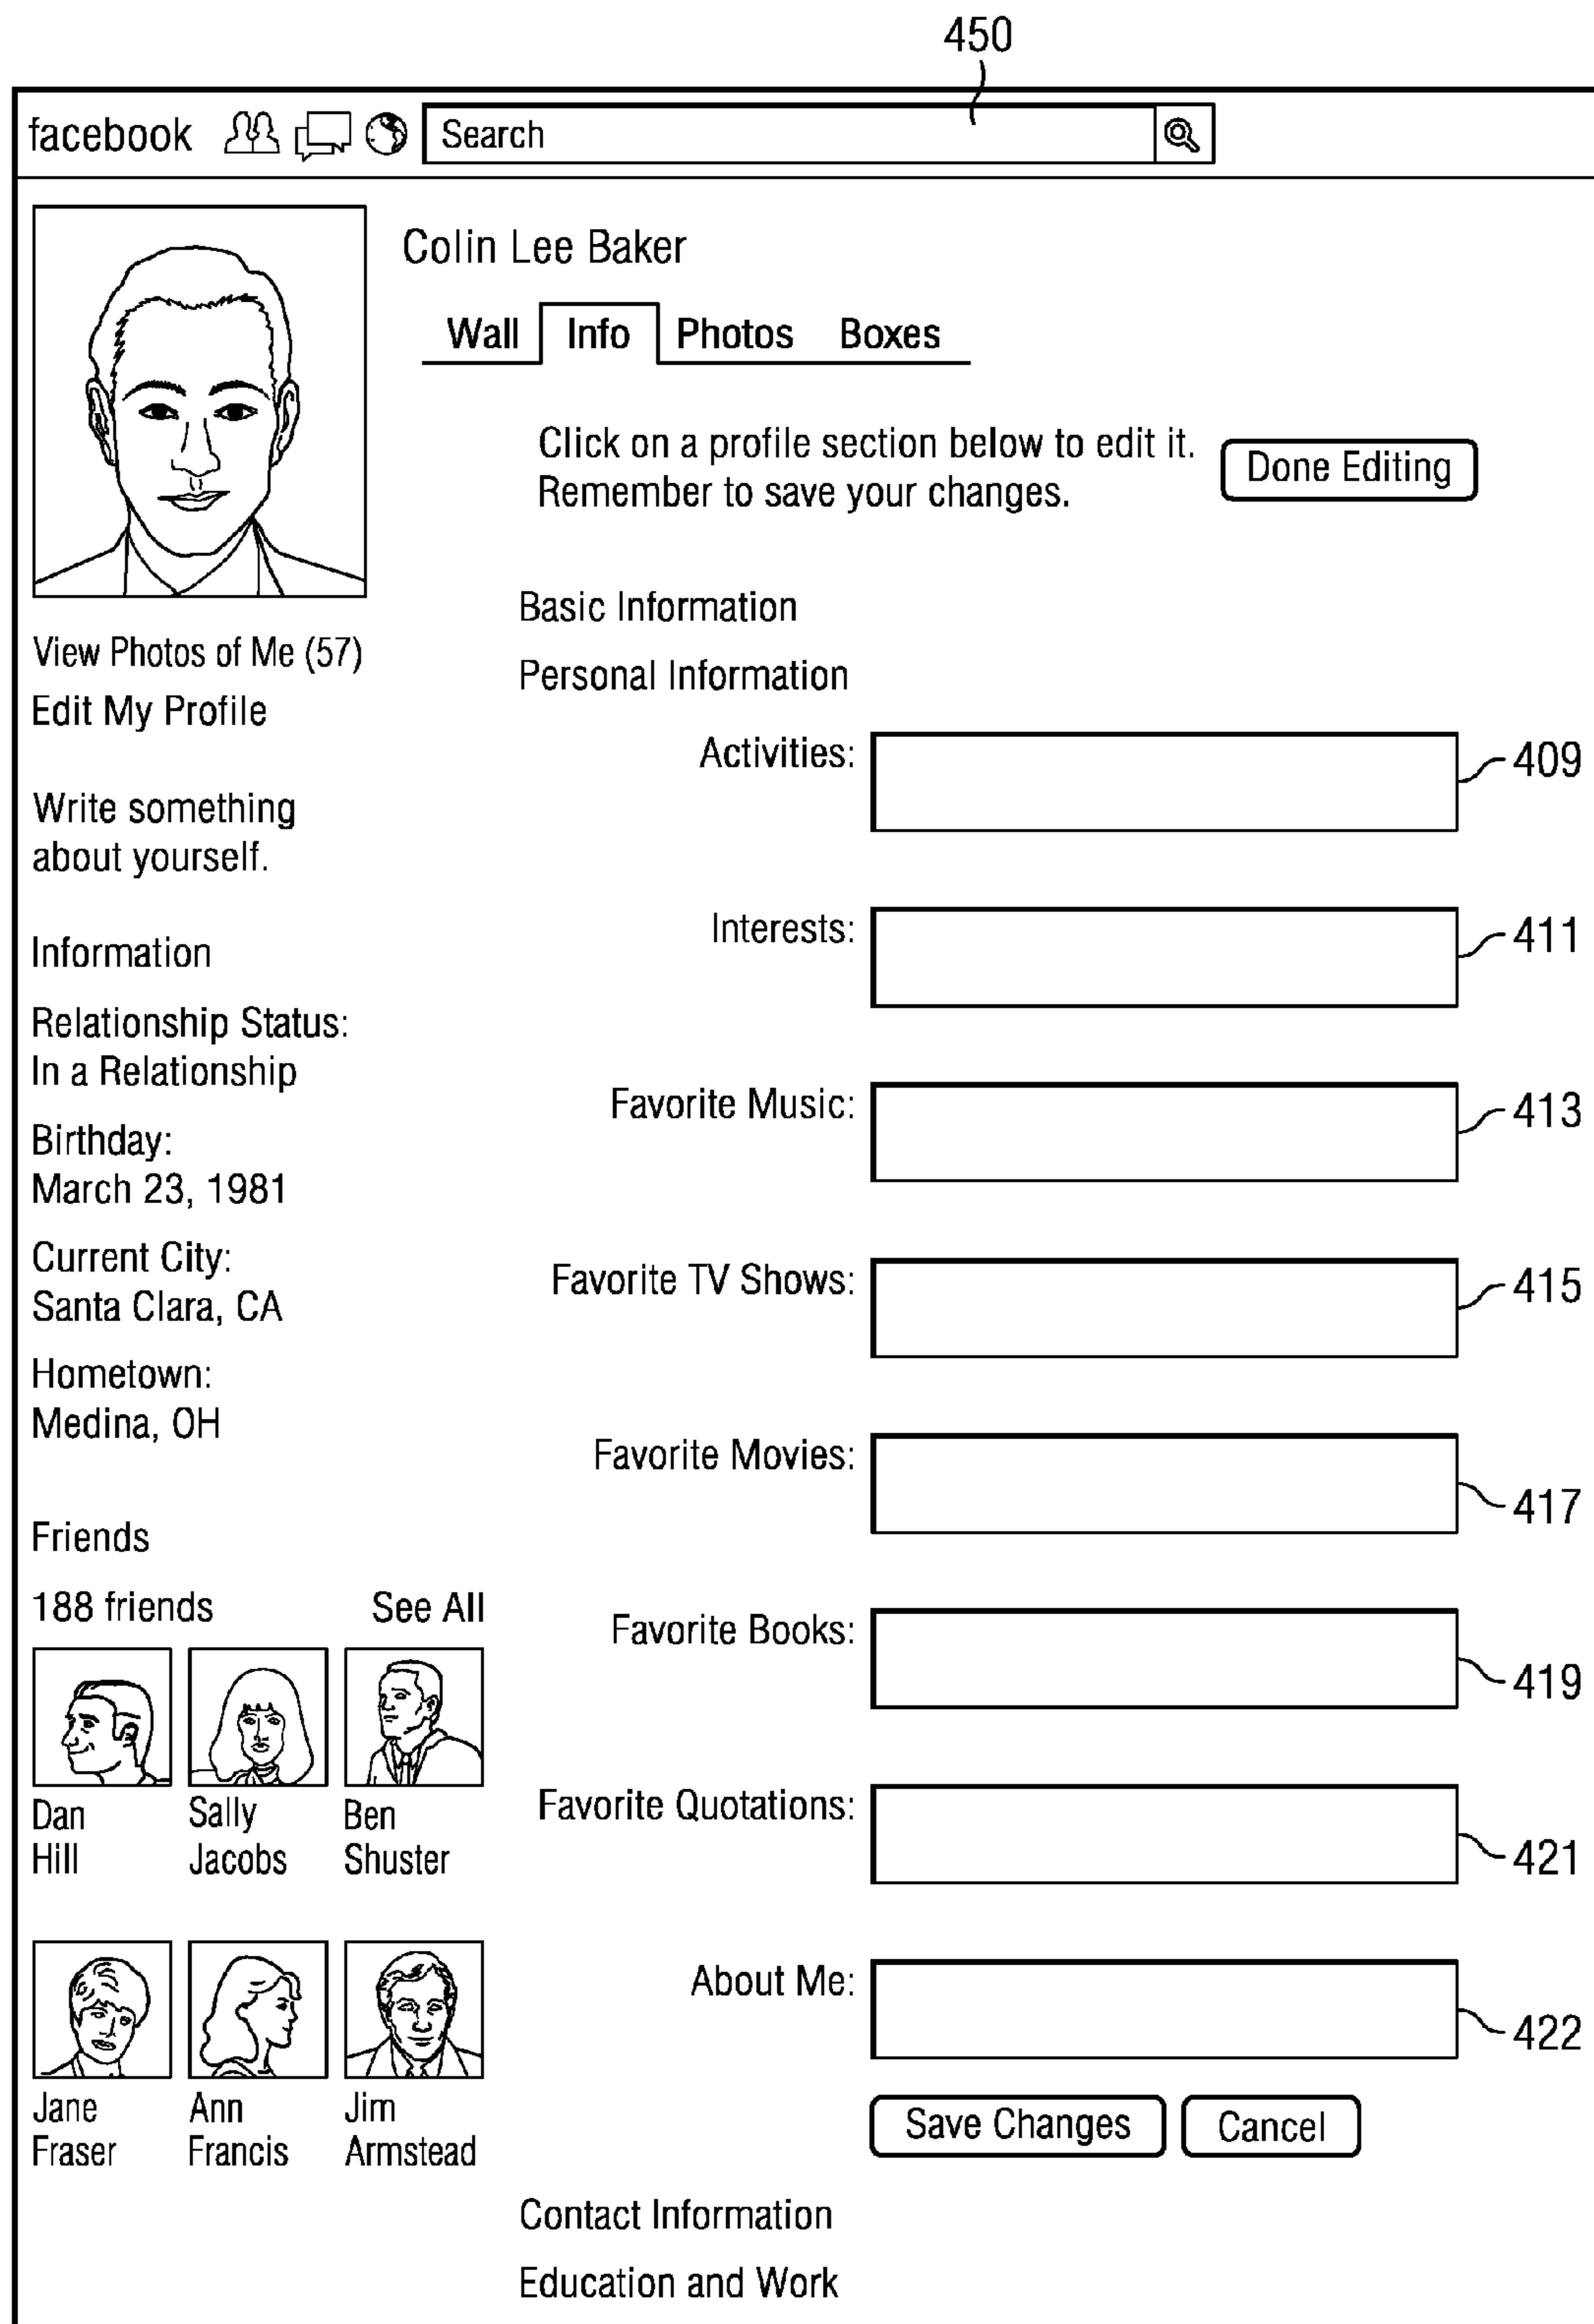 450
facebook Search
Colin Lee Baker
Wall Info Photos Boxes
Click on a profile section below to edit it.
Remember to save your changes.
Done Editing
View Photos of Me (57)
Edit My Profile
Write something
about yourself.
Information
Relationship Status:
In a Relationship
Birthday:
March 23, 1981
Current City:
Santa Clara, CA
Hometown:
Medina, OH
Friends
188 friends See All
Dan
Hill
Sally
Jacobs
Ben
Shuster
Jane
Fraser
Ann
Francis
Jim
Armstead
Basic Information
Personal Information
Activities: 409
Interests: 411
Favorite Music: 413
Favorite TV Shows: 415
Favorite Movies: 417
Favorite Books: 419
Favorite Quotations: 421
About Me: 422
Save Changes Cancel
Contact Information
Education and Work